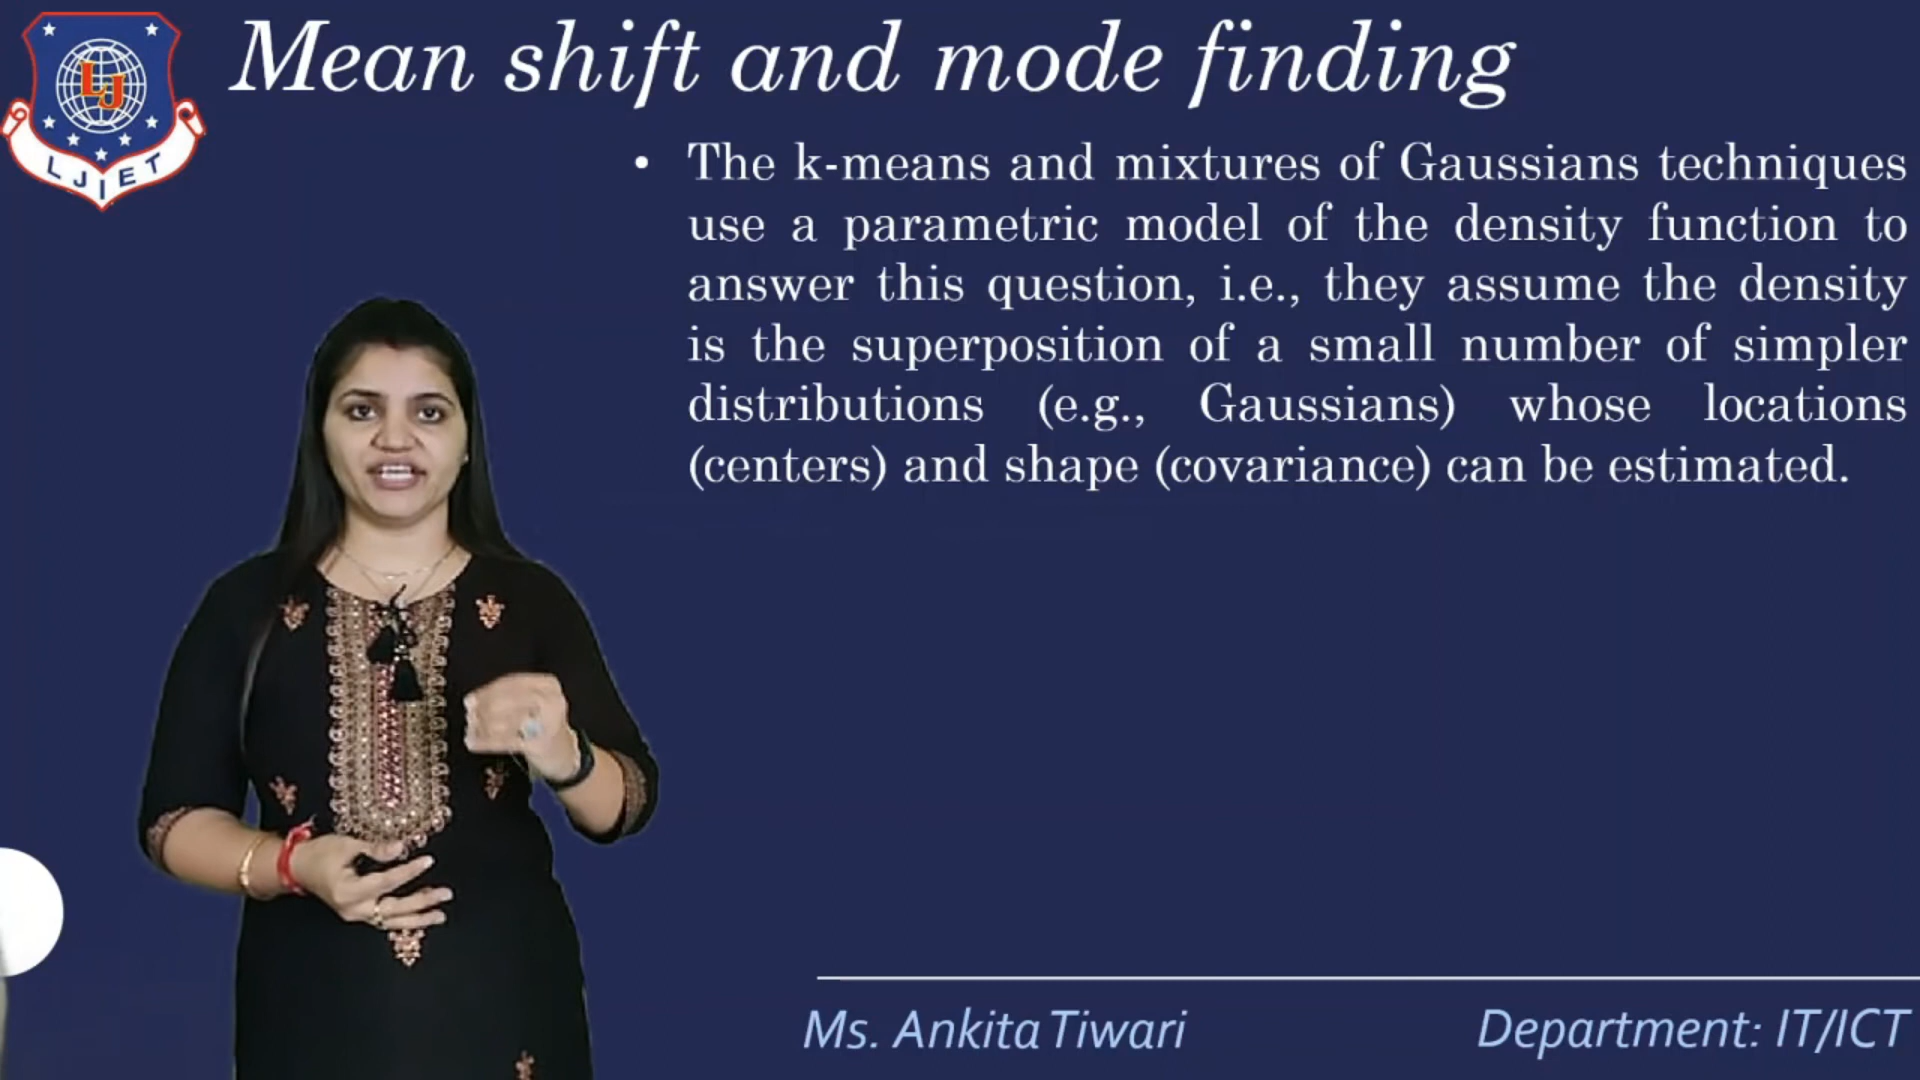 Mean shift and mode finding
LJ
LJIET
• The k-means and mixtures of Gaussians techniques
use a parametric model of the density function to
answer this question, i.e., they assume the density
is the superposition of a small number of simpler
distributions (e.g., Gaussians) whose locations
(centers) and shape (covariance) can be estimated.
Ms. Ankita Tiwari
Department: IT/ICT